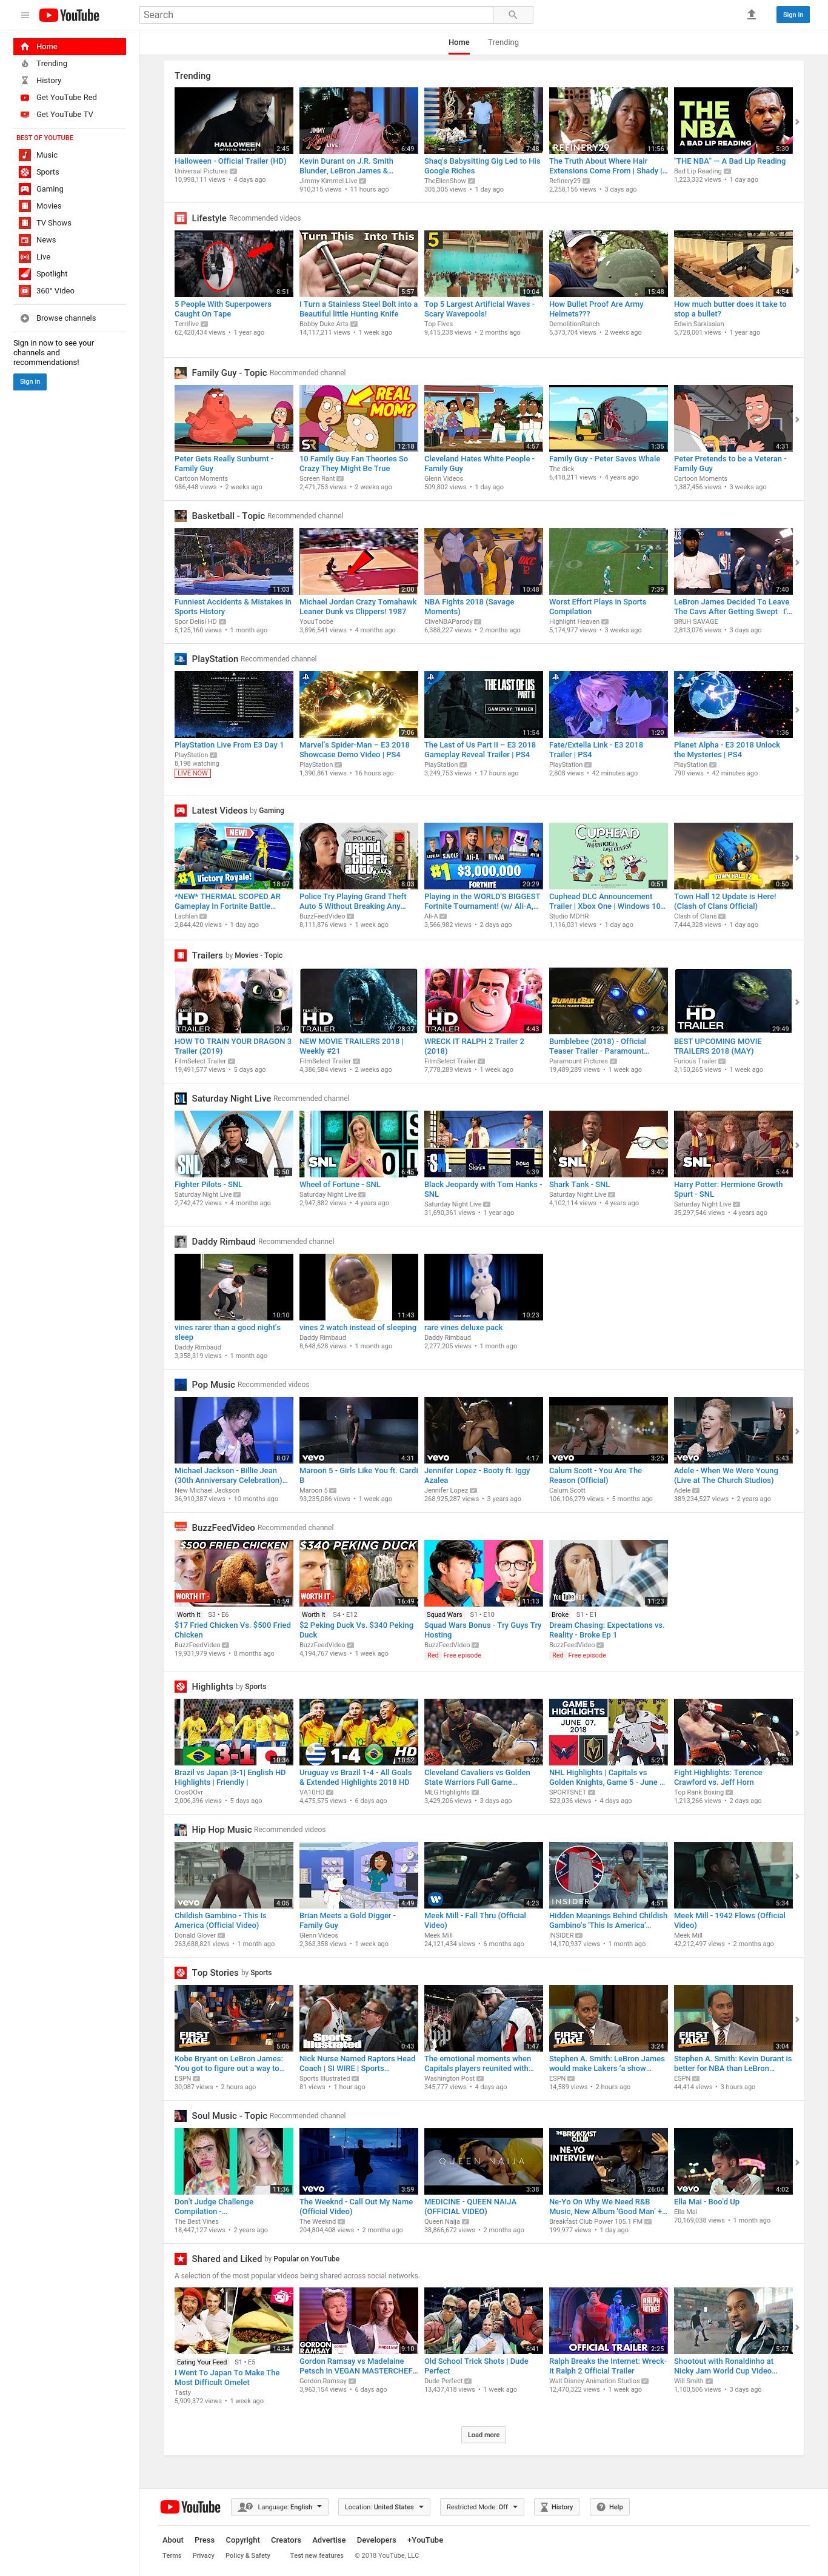 YouTube
Search
Sign in
Home
Trending
History
Get YouTube Red
Get YouTube TV
BEST OF YOUTUBE
Music
Sports
Gaming
Movies
TV Shows
News
Live
Spotlight
360° Video
Browse channels
Sign in now to see your
channels and
recommendations!
Sign in
Home Trending
Trending
HALLOWEEN
2:45 6:49 7:48 REFINERY29 11:56 THE NBA A BAD LIP READING 5:30
Halloween - Official Trailer (HD)
Universal Pictures
10,998,111 views • 4 days ago
Kevin Durant on J.R. Smith
Blunder, LeBron James &...
Jimmy Kimmel Live
910,315 views • 11 hours ago
Shaq's Babysitting Gig Led to His
Google Riches
TheEllenShow
305,305 views • 1 day ago
The Truth About Where Hair
Extensions Come From | Shady |...
Refinery29
2,258,156 views • 3 days ago
"THE NBA" — A Bad Lip Reading
Bad Lip Reading
1,223,332 views • 1 day ago
Lifestyle Recommended videos
8:51 Turn This Into This 5:57 5 10:04 15:48 4:54
5 People With Superpowers
Caught On Tape
Terrifive
62,420,434 views • 1 year ago
I Turn a Stainless Steel Bolt into a
Beautiful little Hunting Knife
Bobby Duke Arts
14,117,211 views • 1 week ago
Top 5 Largest Artificial Waves -
Scary Wavepools!
Top Fives
9,415,238 views • 2 months ago
How Bullet Proof Are Army
Helmets???
DemolitionRanch
5,373,704 views • 2 weeks ago
How much butter does it take to
stop a bullet?
Edwin Sarkissian
5,728,001 views • 1 year ago
Family Guy - Topic Recommended channel
4:58 REAL MOM? SR 12:18 4:57 1:35 4:31
Peter Gets Really Sunburnt -
Family Guy
Cartoon Moments
986,448 views • 2 weeks ago
10 Family Guy Fan Theories So
Crazy They Might Be True
Screen Rant
2,471,753 views • 2 weeks ago
Cleveland Hates White People -
Family Guy
Glenn Videos
509,802 views • 1 day ago
Family Guy - Peter Saves Whale
The dick
6,418,211 views • 4 years ago
Peter Pretends to be a Veteran -
Family Guy
Cartoon Moments
1,387,456 views • 3 weeks ago
Basketball - Topic Recommended channel
11:03 2:00 10:48 7:39 7:40
Funniest Accidents & Mistakes in
Sports History
Spor Delisi HD
5,125,160 views • 1 month ago
Michael Jordan Crazy Tomahawk
Leaner Dunk vs Clippers! 1987
YouuToobe
3,896,541 views • 4 months ago
NBA Fights 2018 (Savage
Moments)
CliveNBAParody
6,388,227 views • 2 months ago
Worst Effort Plays in Sports
Compilation
Highlight Heaven
5,174,977 views • 3 weeks ago
LeBron James Decided To Leave
The Cavs After Getting Swept I'...
BRUH SAVAGE
2,813,076 views • 3 days ago
PlayStation Recommended channel
7:06 THE LAST OF US PART II GAMEPLAY TRAILER 11:54 1:20 1:36
PlayStation Live From E3 Day 1
PlayStation
8,198 watching
LIVE NOW
Marvel's Spider-Man – E3 2018
Showcase Demo Video | PS4
PlayStation
1,390,861 views • 16 hours ago
The Last of Us Part II – E3 2018
Gameplay Reveal Trailer | PS4
PlayStation
3,249,753 views • 17 hours ago
Fate/Extella Link - E3 2018
Trailer | PS4
PlayStation
2,808 views • 42 minutes ago
Planet Alpha - E3 2018 Unlock
the Mysteries | PS4
PlayStation
790 views • 42 minutes ago
Latest Videos by Gaming
NEW! #1 Victory Royale! 18:07 POLICE grand theft auto 8:03 #1 $3,000,000 FORTNITE 20:29 CUPHEAD 0:51 TOWN HALL 12 0:50
*NEW* THERMAL SCOPED AR
Gameplay In Fortnite Battle...
Lachlan
2,844,420 views • 1 day ago
Police Try Playing Grand Theft
Auto 5 Without Breaking Any...
BuzzFeedVideo
8,111,876 views • 1 week ago
Playing in the WORLD'S BIGGEST
Fortnite Tournament! (w/ Ali-A,...
Ali-A
3,566,982 views • 2 days ago
Cuphead DLC Announcement
Trailer | Xbox One | Windows 10...
Studio MDHR
1,116,031 views • 1 day ago
Town Hall 12 Update is Here!
(Clash of Clans Official)
Clash of Clans
7,444,328 views • 1 day ago
Trailers by Movies - Topic
HD TRAILER 2:47 HD TRAILER 28:37 HD TRAILER 4:43 BUMBLEBEE 2:23 HD TRAILER 29:49
HOW TO TRAIN YOUR DRAGON 3
Trailer (2019)
FilmSelect Trailer
19,491,577 views • 5 days ago
NEW MOVIE TRAILERS 2018 |
Weekly #21
FilmSelect Trailer
4,386,584 views • 2 weeks ago
WRECK IT RALPH 2 Trailer 2
(2018)
FilmSelect Trailer
7,778,289 views • 1 week ago
Bumblebee (2018) - Official
Teaser Trailer - Paramount...
Paramount Pictures
19,489,289 views • 1 week ago
BEST UPCOMING MOVIE
TRAILERS 2018 (MAY)
Furious Trailer
3,150,265 views • 1 week ago
Saturday Night Live Recommended channel
SNL 3:50 SNL 6:45 Sharice Doug 6:39 SNL 3:42 SNL 5:44
Fighter Pilots - SNL
Saturday Night Live
2,742,472 views • 4 months ago
Wheel of Fortune - SNL
Saturday Night Live
2,947,882 views • 4 years ago
Black Jeopardy with Tom Hanks -
SNL
Saturday Night Live
31,690,361 views • 1 year ago
Shark Tank - SNL
Saturday Night Live
4,102,114 views • 4 years ago
Harry Potter: Hermione Growth
Spurt - SNL
Saturday Night Live
35,297,546 views • 4 years ago
Daddy Rimbaud Recommended channel
10:10 11:43 10:23
vines rarer than a good night's
sleep
Daddy Rimbaud
3,358,319 views • 1 month ago
vines 2 watch instead of sleeping
Daddy Rimbaud
8,648,628 views • 1 month ago
rare vines deluxe pack
Daddy Rimbaud
2,277,205 views • 1 month ago
Pop Music Recommended videos
8:07 vevo 4:31 vevo 4:17 vevo 3:25 vevo 5:43
Michael Jackson - Billie Jean
(30th Anniversary Celebration)...
New Michael Jackson
36,910,387 views • 10 months ago
Maroon 5 - Girls Like You ft. Cardi
B
Maroon 5
93,235,086 views • 1 week ago
Jennifer Lopez - Booty ft. Iggy
Azalea
Jennifer Lopez
268,925,287 views • 3 years ago
Calum Scott - You Are The
Reason (Official)
Calum Scott
106,106,279 views • 5 months ago
Adele - When We Were Young
(Live at The Church Studios)
Adele
389,234,527 views • 2 years ago
BuzzFeedVideo Recommended channel
$500 FRIED CHICKEN WORTH IT 14:59 $340 PEKING DUCK WORTH IT 16:49 11:13 YouTube Red 11:23
Worth It S3 • E6
$17 Fried Chicken Vs. $500 Fried
Chicken
BuzzFeedVideo
19,931,979 views • 8 months ago
Worth It S4 • E12
$2 Peking Duck Vs. $340 Peking
Duck
BuzzFeedVideo
4,194,767 views • 1 week ago
Squad Wars S1 • E10
Squad Wars Bonus - Try Guys Try
Hosting
BuzzFeedVideo
Red Free episode
Broke S1 • E1
Dream Chasing: Expectations vs.
Reality - Broke Ep 1
BuzzFeedVideo
Red Free episode
Highlights by Sports
3-1 10:36 1-4 HD 10:52 9:32 GAME 5 HIGHLIGHTS JUNE 07, 2018 5:21 1:33
Brazil vs Japan |3-1| English HD
Highlights | Friendly |
CrosOOvr
2,006,396 views • 5 days ago
Uruguay vs Brazil 1-4 - All Goals
& Extended Highlights 2018 HD
VA10HD
4,475,575 views • 6 days ago
Cleveland Cavaliers vs Golden
State Warriors Full Game...
MLG Highlights
3,429,206 views • 3 days ago
NHL Highlights | Capitals vs
Golden Knights, Game 5 - June ...
SPORTSNET
523,036 views • 4 days ago
Fight Highlights: Terence
Crawford vs. Jeff Horn
Top Rank Boxing
1,213,266 views • 2 days ago
Hip Hop Music Recommended videos
vevo 4:05 4:49 4:23 INSIDER 4:51 5:34
Childish Gambino - This Is
America (Official Video)
Donald Glover
263,688,821 views • 1 month ago
Brian Meets a Gold Digger -
Family Guy
Glenn Videos
2,363,358 views • 1 week ago
Meek Mill - Fall Thru (Official
Video)
Meek Mill
24,121,434 views • 6 months ago
Hidden Meanings Behind Childish
Gambino's 'This Is America'...
INSIDER
14,170,937 views • 1 month ago
Meek Mill - 1942 Flows (Official
Video)
Meek Mill
42,212,497 views • 2 months ago
Top Stories by Sports
FIRST TAKE 5:05 Sports Illustrated 0:43 1:47 FIRST TAKE 3:24 FIRST TAKE 3:04
Kobe Bryant on LeBron James:
'You got to figure out a way to...
ESPN
30,087 views • 2 hours ago
Nick Nurse Named Raptors Head
Coach | SI WIRE | Sports...
Sports Illustrated
81 views • 1 hour ago
The emotional moments when
Capitals players reunited with...
Washington Post
345,777 views • 4 days ago
Stephen A. Smith: LeBron James
would make Lakers 'a show...
ESPN
14,589 views • 2 hours ago
Stephen A. Smith: Kevin Durant is
better for NBA than LeBron...
ESPN
44,414 views • 3 hours ago
Soul Music - Topic Recommended channel
11:36 vevo 3:59 QUEEN NAIJA 3:38 THE BREAKFAST CLUB NE-YO INTERVIEW 26:04 vevo 4:02
Don't Judge Challenge
Compilation -...
The Best Vines
18,447,127 views • 2 years ago
The Weeknd - Call Out My Name
(Official Video)
The Weeknd
204,804,408 views • 2 months ago
MEDICINE - QUEEN NAIJA
(OFFICIAL VIDEO)
Queen Naija
38,866,672 views • 2 months ago
Ne-Yo On Why We Need R&B
Music, New Album 'Good Man' +...
Breakfast Club Power 105.1 FM
199,977 views • 1 day ago
Ella Mai - Boo'd Up
Ella Mai
70,169,038 views • 1 month ago
Shared and Liked by Popular on YouTube
A selection of the most popular videos being shared across social networks.
14:34 GORDON RAMSAY 9:10 6:41 OFFICIAL TRAILER 2:25 5:27
Eating Your Feed S1 • E5
I Went To Japan To Make The
Most Difficult Omelet
Tasty
5,909,372 views • 1 week ago
Gordon Ramsay vs Madelaine
Petsch In VEGAN MASTERCHEF...
Gordon Ramsay
3,963,154 views • 6 days ago
Old School Trick Shots | Dude
Perfect
Dude Perfect
13,437,418 views • 1 week ago
Ralph Breaks the Internet: Wreck-
It Ralph 2 Official Trailer
Walt Disney Animation Studios
12,470,322 views • 1 week ago
Shootout with Ronaldinho at
Nicky Jam World Cup Video...
Will Smith
1,100,506 views • 3 days ago
Load more
YouTube Language: English Location: United States Restricted Mode: Off History Help
About Press Copyright Creators Advertise Developers +YouTube
Terms Privacy Policy & Safety Test new features © 2018 YouTube, LLC